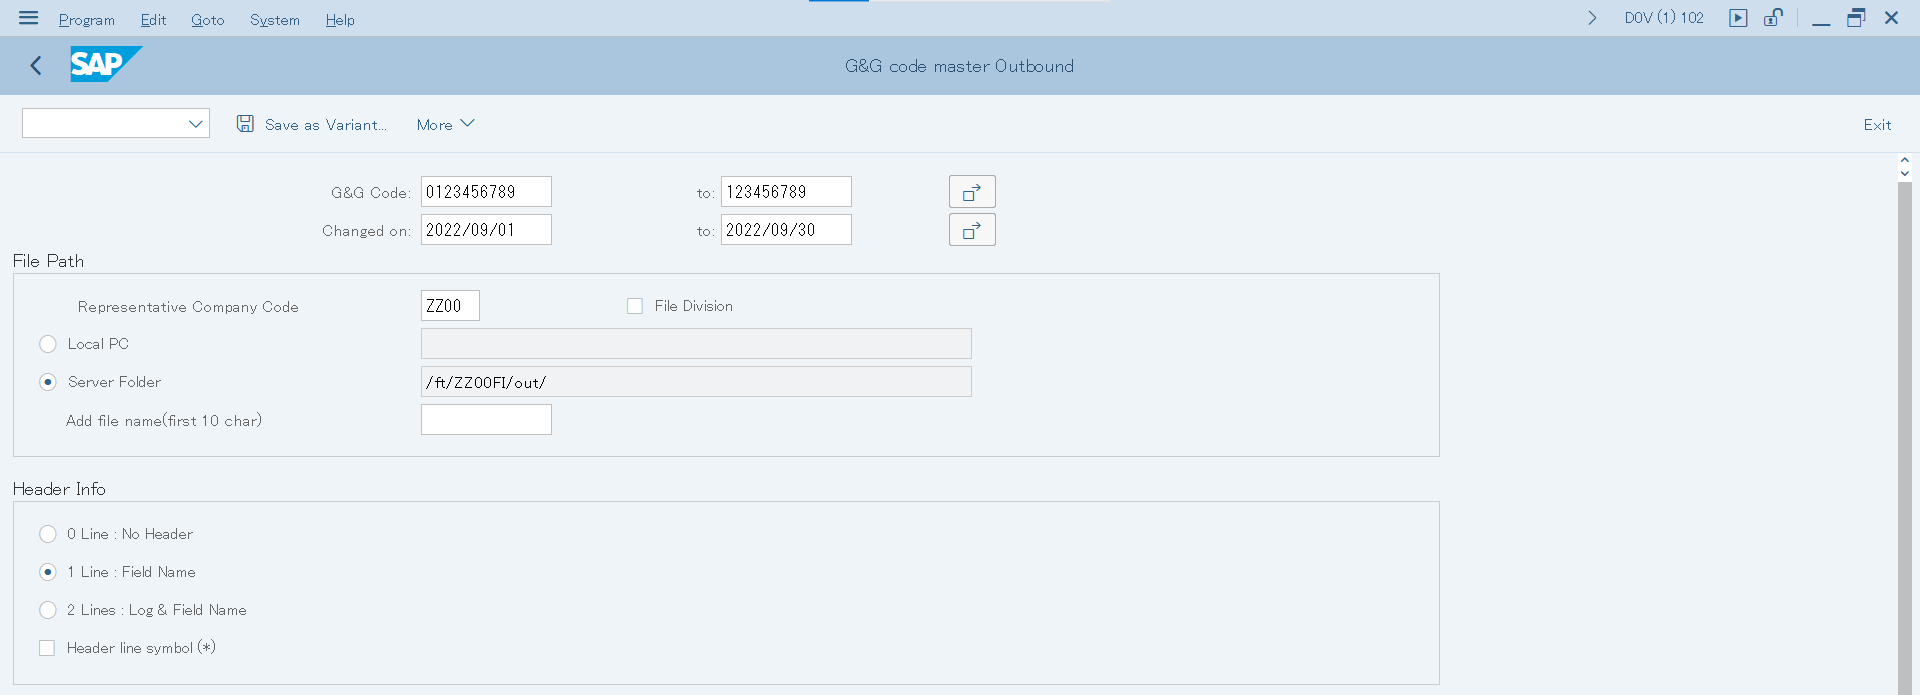 Program Edit Goto System Help D0V (1) 102
SAP G&G code master Outbound
Save as Variant... More Exit
G&G Code: 0123456789 to: 123456789
Changed on: 2022/09/01 to: 2022/09/30
File Path
Representative Company Code ZZ00 File Division
Local PC
Server Folder /ft/ZZ00FI/out/
Add file name(first 10 char)
Header Info
0 Line : No Header
1 Line : Field Name
2 Lines : Log & Field Name
Header line symbol (*)